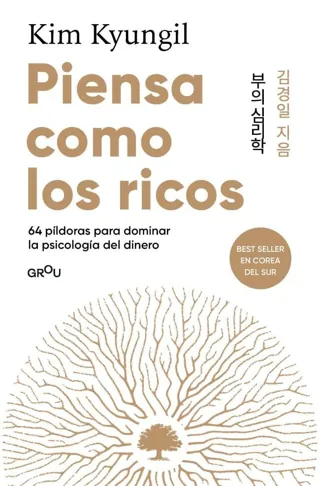 Kim Kyungil
Piensa
como
los ricos
부의 심리학
김경일 지음
64 píldoras para dominar
la psicología del dinero
GROU
BEST SELLER
EN COREA
DEL SUR